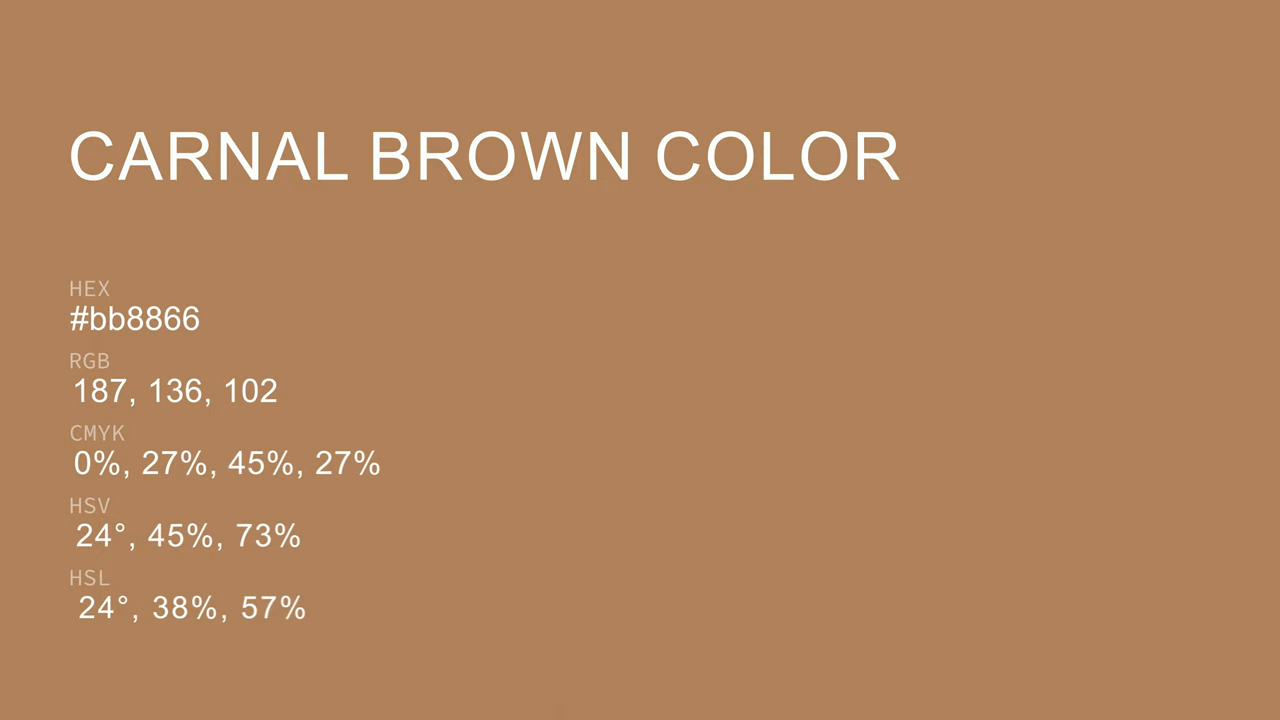 CARNAL BROWN COLOR
HEX
#bb8866
RGB
187, 136, 102
CMYK
0%, 27%, 45%, 27%
HSV
24°, 45%, 73%
HSL
24°, 38%, 57%